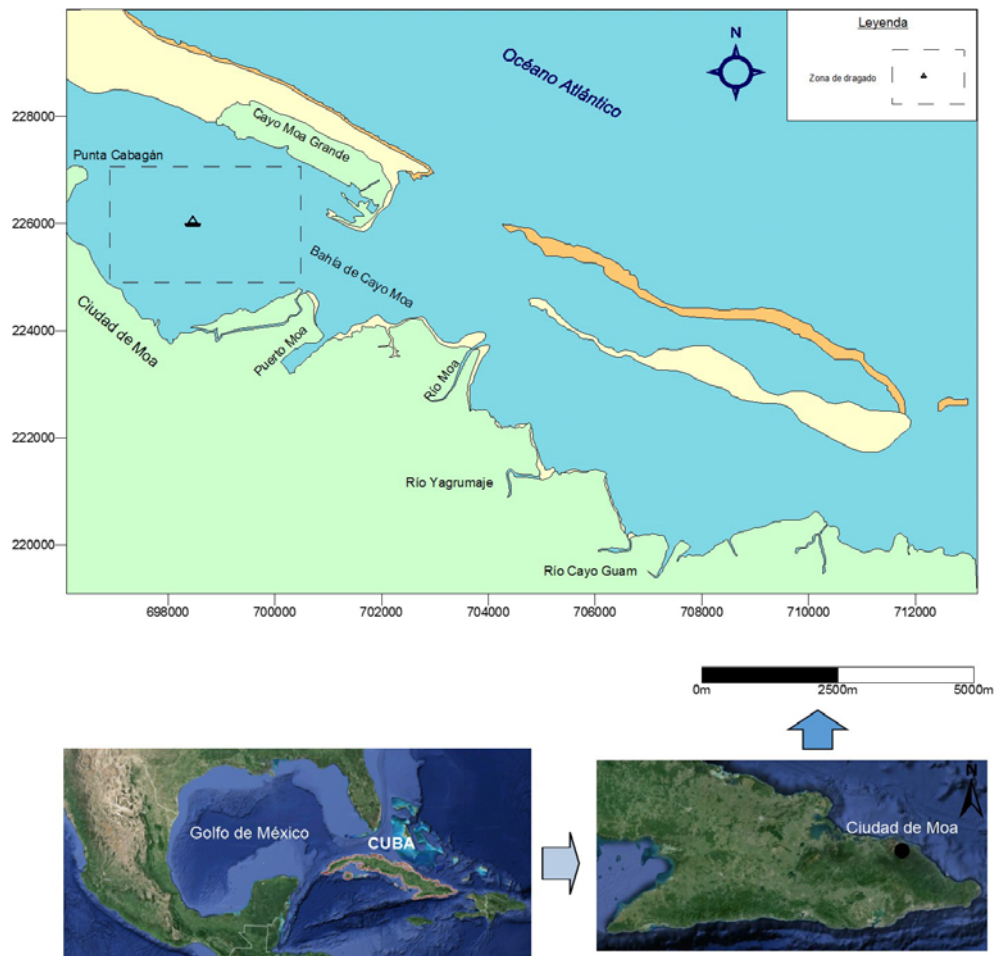 Leyenda
Zona de dragado
N
Océano Atlántico
228000
Cayo Moa Grande
Punta Cabagán
226000
Bahía de Cayo Moa
224000
Ciudad de Moa
Puerto Moa
Río Moa
222000
Río Yagrumaje
220000
Río Cayo Guam
698000 700000 702000 704000 706000 708000 710000 712000
0m 2500m 5000m
Golfo de México
CUBA
N
Ciudad de Moa